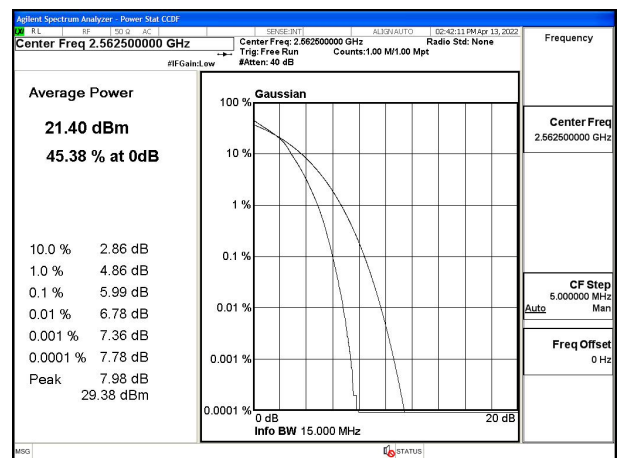 Agilent Spectrum Analyzer - Power Stat CCDF
RL RF 50 Ω AC SENSE:INT ALIGN AUTO 02:42:11 PM Apr 13, 2022
Center Freq 2.562500000 GHz
Center Freq: 2.562500000 GHz Radio Std: None
Trig: Free Run Counts:1.00 M/1.00 Mpt
#IFGain:Low #Atten: 40 dB
Frequency
Average Power
21.40 dBm
45.38 % at 0dB
10.0 % 2.86 dB
1.0 % 4.86 dB
0.1 % 5.99 dB
0.01 % 6.78 dB
0.001 % 7.36 dB
0.0001 % 7.78 dB
Peak 7.98 dB
29.38 dBm
Gaussian
100 %
10 %
1 %
0.1 %
0.01 %
0.001 %
0.0001 %
0 dB 20 dB
Info BW 15.000 MHz
Center Freq
2.562500000 GHz
CF Step
5.000000 MHz
Auto Man
Freq Offset
0 Hz
MSG STATUS